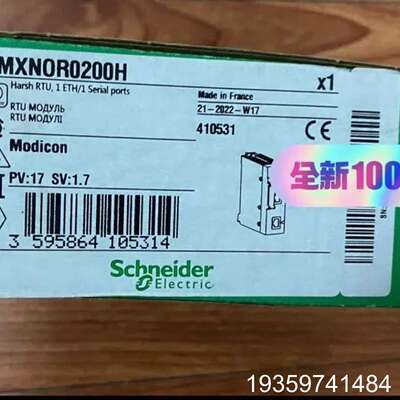 MXNOR0200H
x1
Harsh RTU, 1 ETH/1 Serial ports
RTU МОДУЛЬ
RTU МОДУЛІ
Made in France
21-2022-W17
410531
CE
Modicon
全新100
PV:17 SV:1.7
3 595864 105314
SN
Schneider
Electric
19359741484